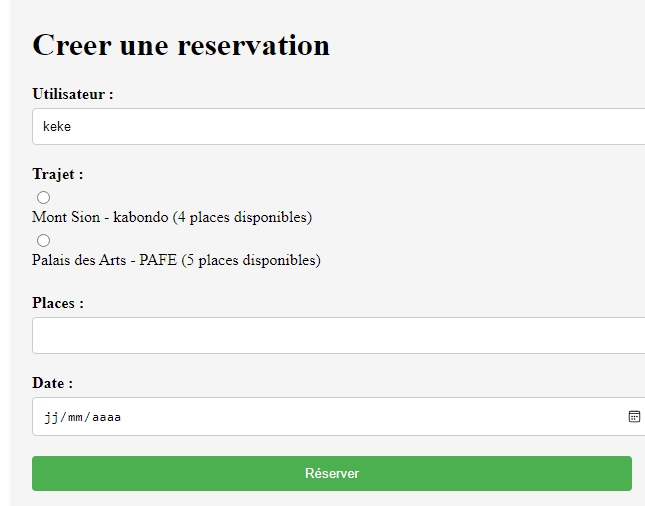 Creer une reservation
Utilisateur :
keke
Trajet :
Mont Sion - kabondo (4 places disponibles)
Palais des Arts - PAFE (5 places disponibles)
Places :
Date :
jj/mm/aaaa
Réserver